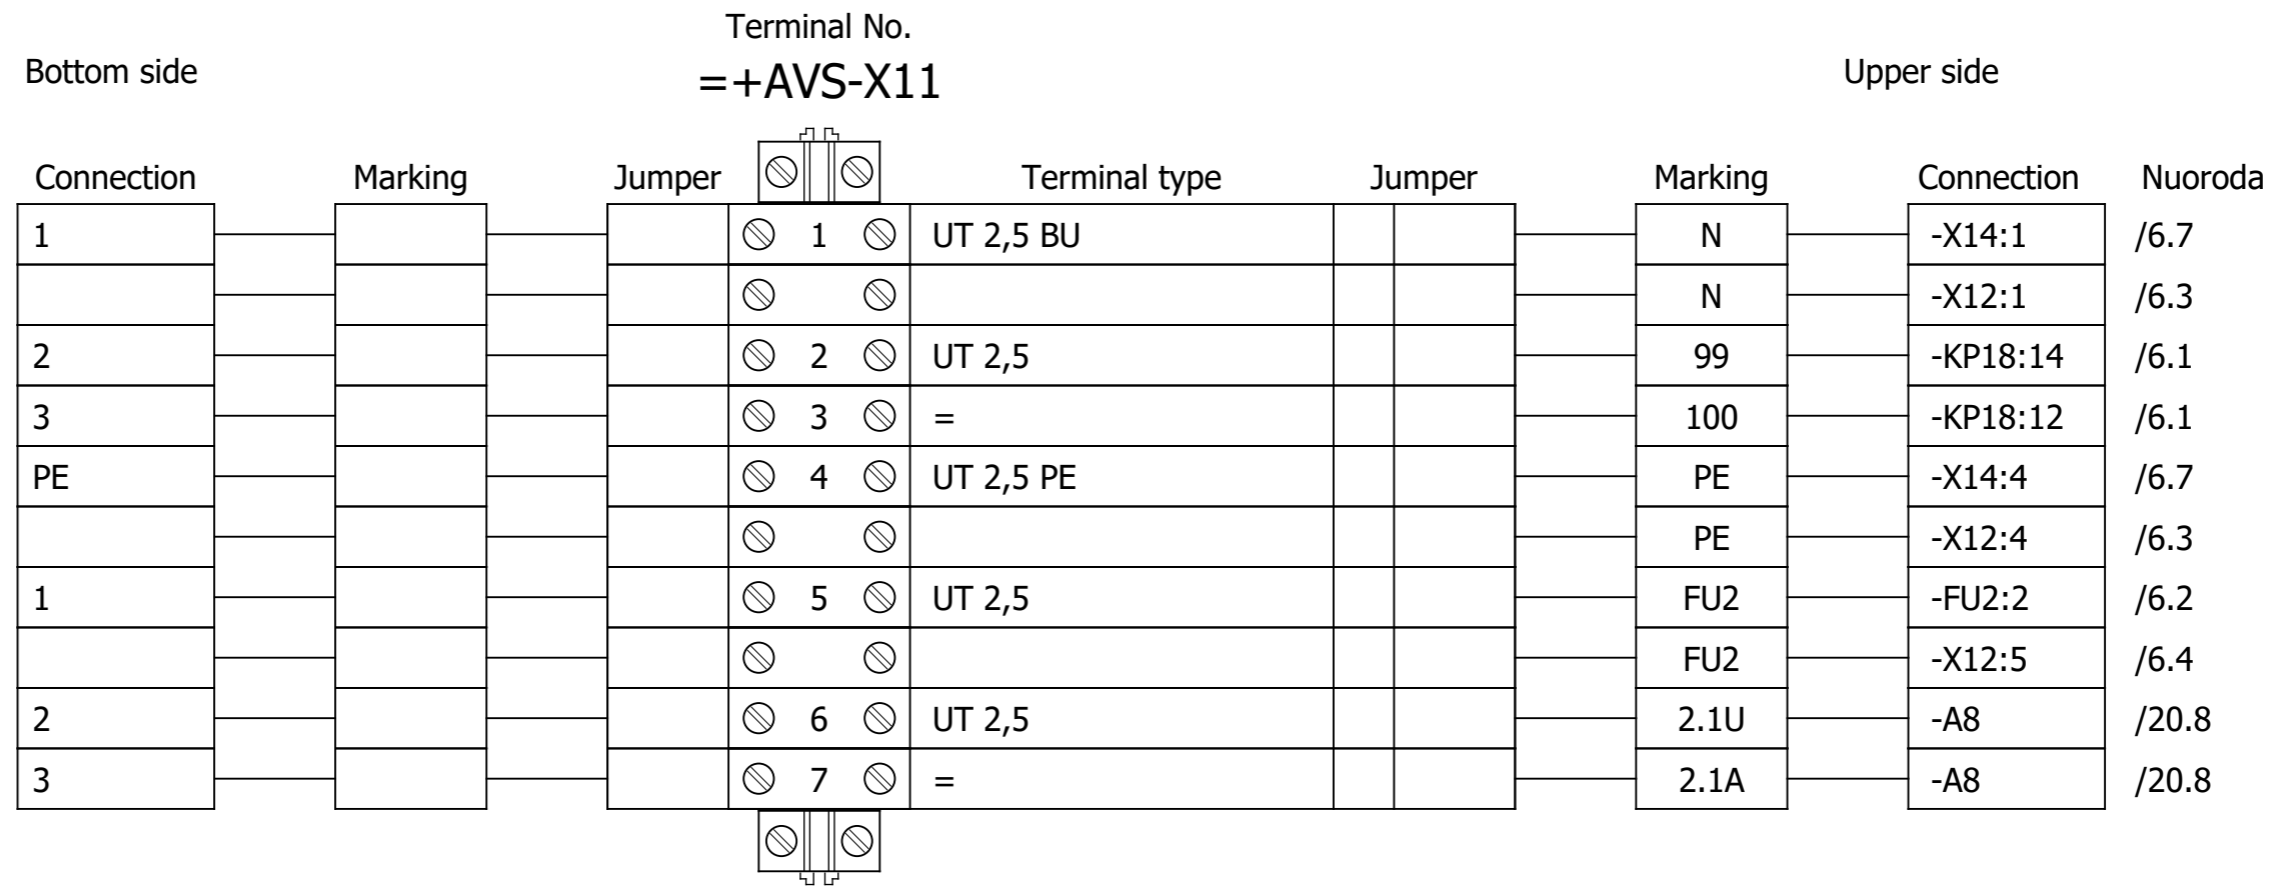 Terminal No.
Bottom side =+AVS-X11 Upper side
Connection Marking Jumper Terminal type Jumper Marking Connection Nuoroda
1 1 UT 2,5 BU N -X14:1 /6.7
N -X12:1 /6.3
2 2 UT 2,5 99 -KP18:14 /6.1
3 3 = 100 -KP18:12 /6.1
PE 4 UT 2,5 PE PE -X14:4 /6.7
PE -X12:4 /6.3
1 5 UT 2,5 FU2 -FU2:2 /6.2
FU2 -X12:5 /6.4
2 6 UT 2,5 2.1U -A8 /20.8
3 7 = 2.1A -A8 /20.8